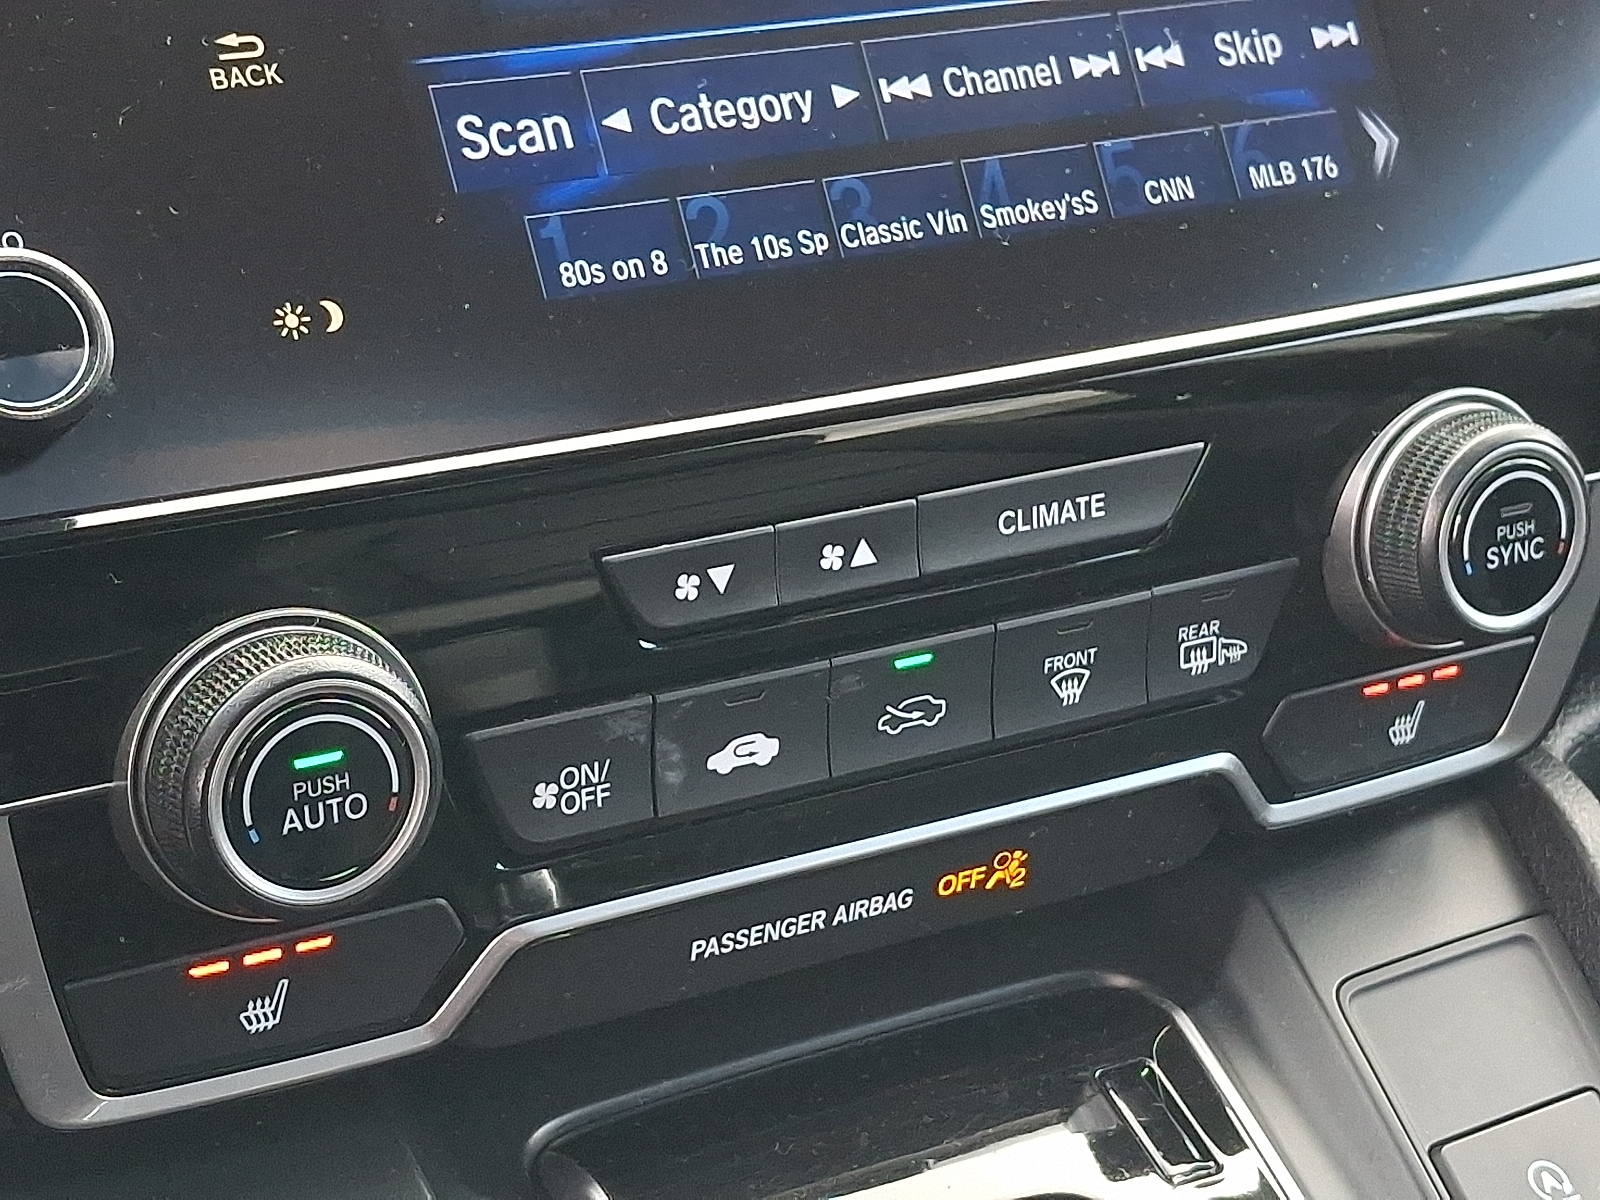 BACK
Scan
Category
Channel
Skip
1
80s on 8
2
The 10s Sp
3
Classic Vin
4
Smokey'sS
5
CNN
6
MLB 176
CLIMATE
PUSH
SYNC
PUSH
AUTO
ON/
OFF
FRONT
REAR
PASSENGER AIRBAG OFF 2